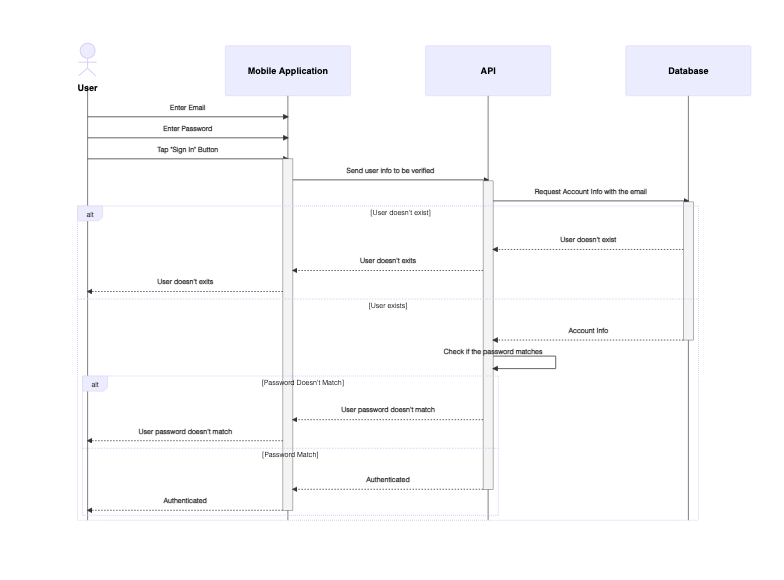 User
Mobile Application
API
Database
Enter Email
Enter Password
Tap "Sign In" Button
Send user info to be verified
Request Account Info with the email
alt
[User doesn't exist]
User doesn't exist
User doesn't exits
User doesn't exits
[User exists]
Account Info
Check if the password matches
alt
[Password Doesn't Match]
User password doesn't match
User password doesn't match
[Password Match]
Authenticated
Authenticated